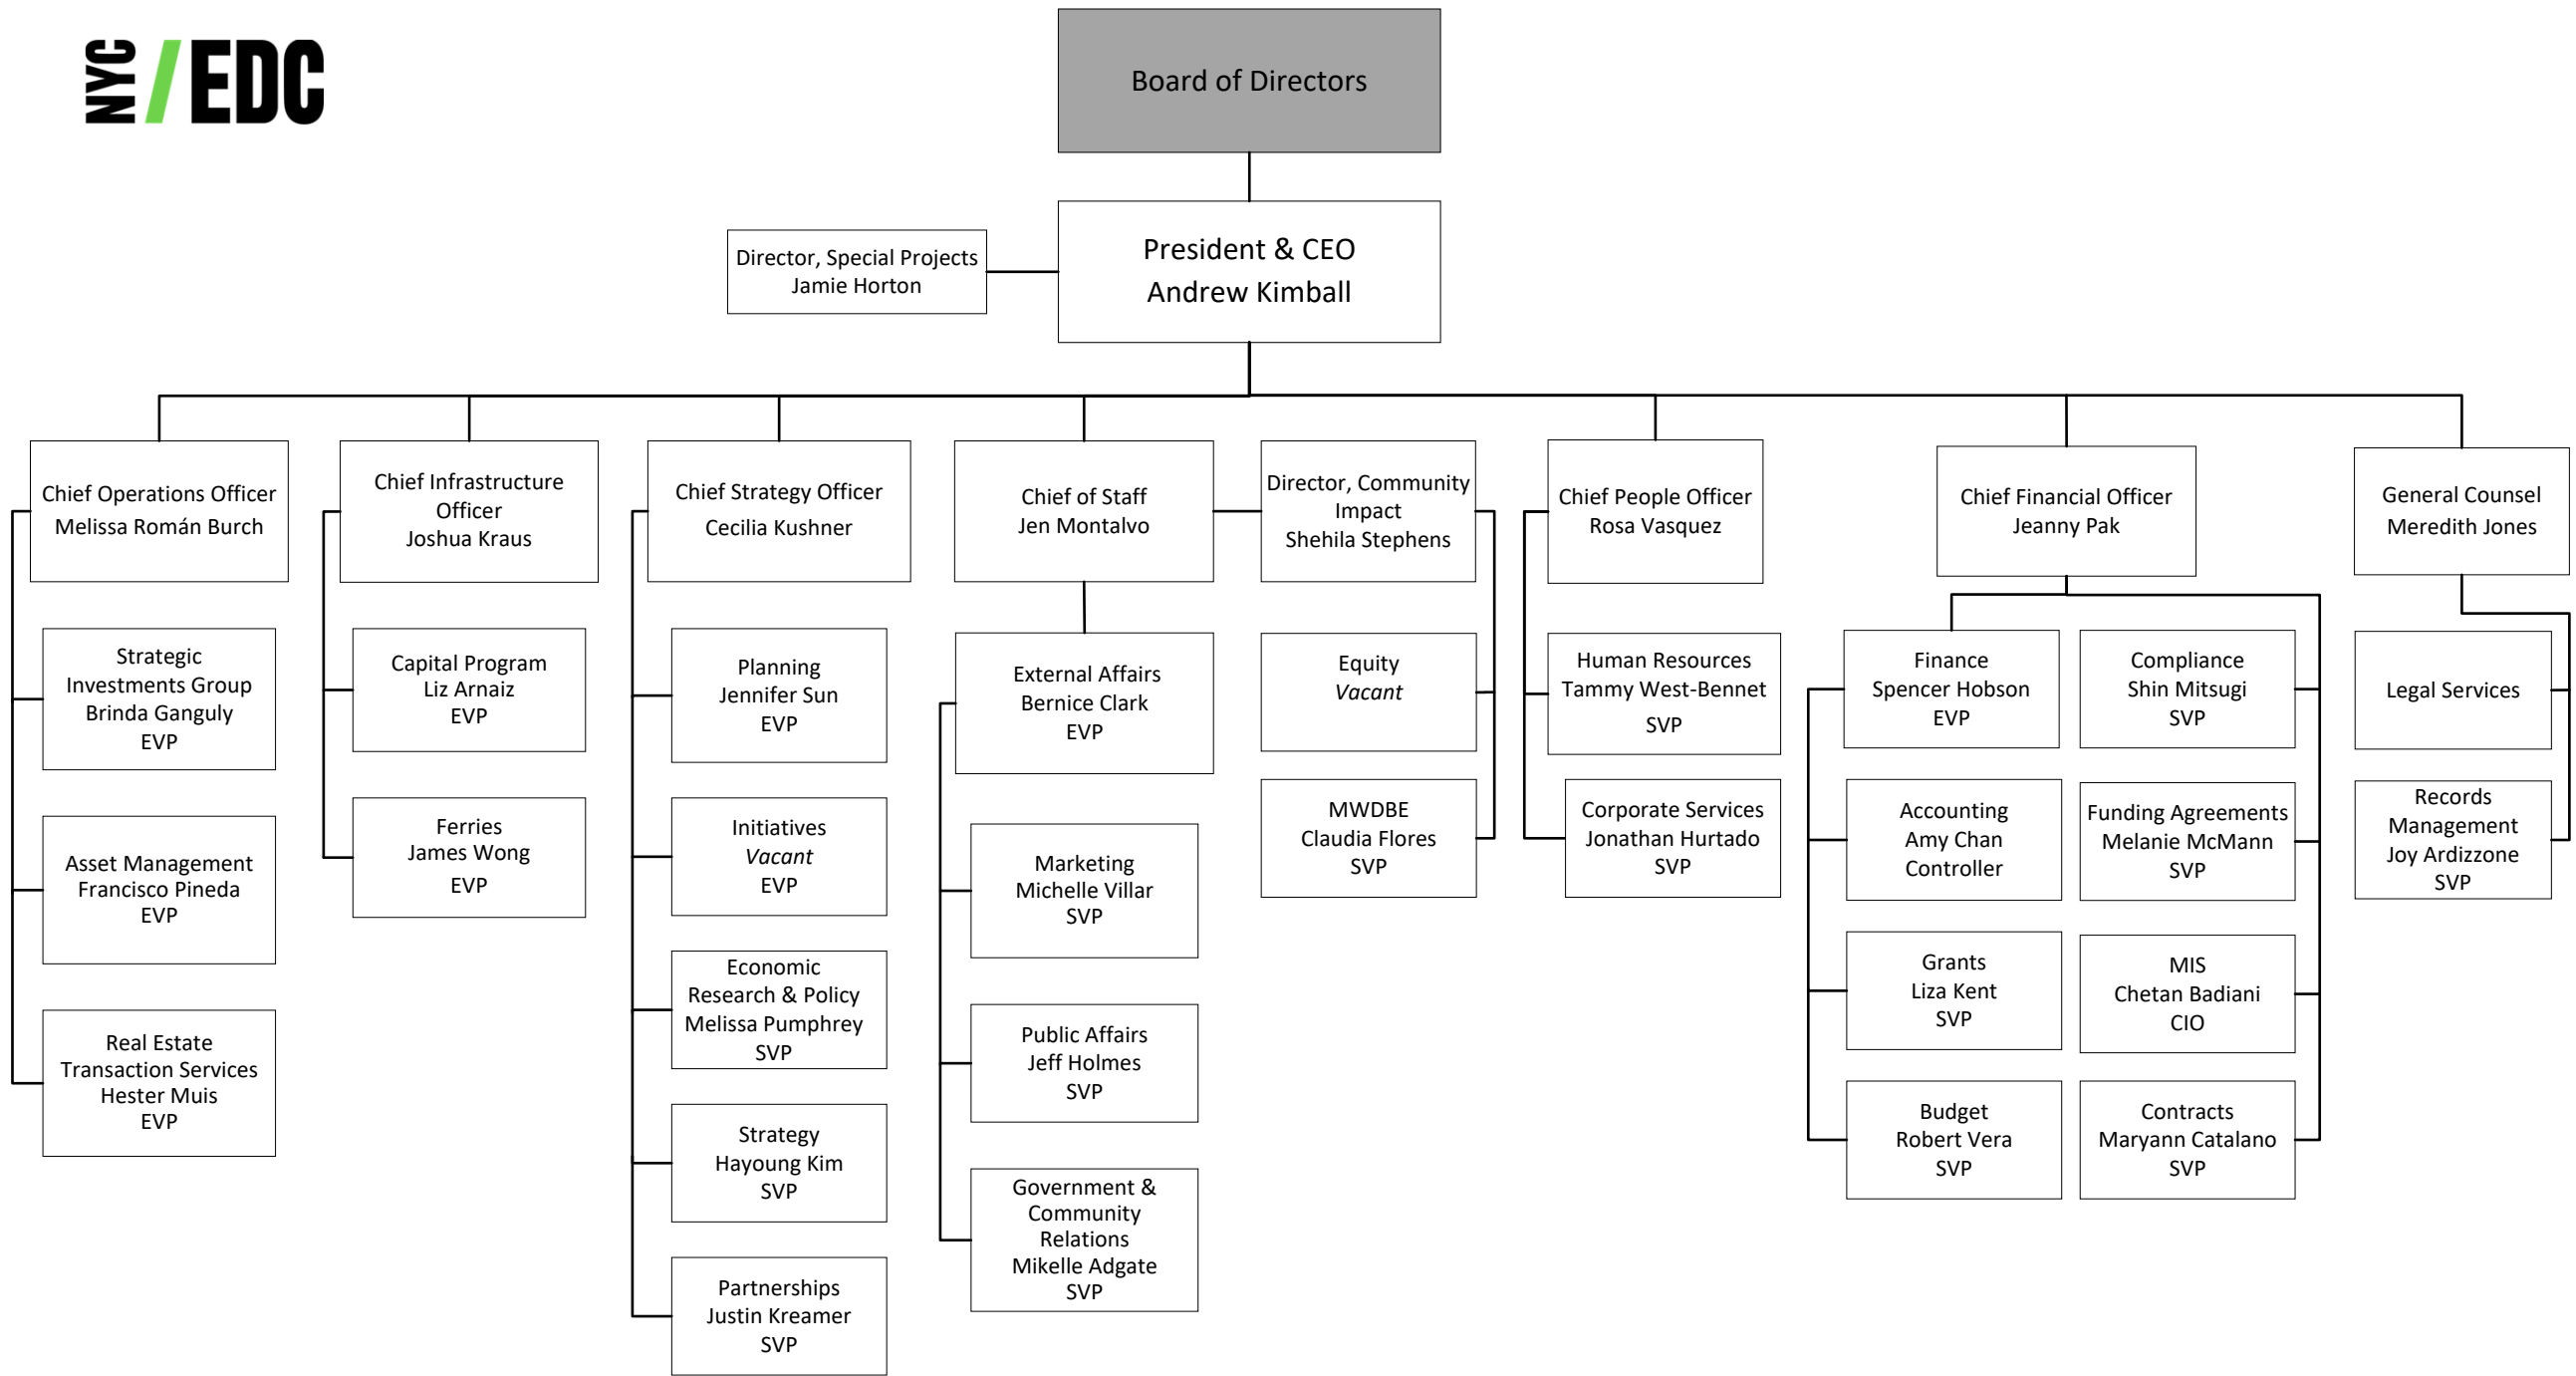 NYC
EDC
Board of Directors
President & CEO
Andrew Kimball
Director, Special Projects
Jamie Horton
Chief Operations Officer
Melissa Román Burch
Strategic
Investments Group
Brinda Ganguly
EVP
Asset Management
Francisco Pineda
EVP
Real Estate
Transaction Services
Hester Muis
EVP
Chief Infrastructure
Officer
Joshua Kraus
Capital Program
Liz Arnaiz
EVP
Ferries
James Wong
EVP
Chief Strategy Officer
Cecilia Kushner
Planning
Jennifer Sun
EVP
Initiatives
Vacant
EVP
Economic
Research & Policy
Melissa Pumphrey
SVP
Strategy
Hayoung Kim
SVP
Partnerships
Justin Kreamer
SVP
Chief of Staff
Jen Montalvo
External Affairs
Bernice Clark
EVP
Marketing
Michelle Villar
SVP
Public Affairs
Jeff Holmes
SVP
Government &
Community
Relations
Mikelle Adgate
SVP
Director, Community
Impact
Shehila Stephens
Equity
Vacant
MWDBE
Claudia Flores
SVP
Chief People Officer
Rosa Vasquez
Human Resources
Tammy West-Bennet
SVP
Corporate Services
Jonathan Hurtado
SVP
Chief Financial Officer
Jeanny Pak
Finance
Spencer Hobson
EVP
Accounting
Amy Chan
Controller
Grants
Liza Kent
SVP
Budget
Robert Vera
SVP
Compliance
Shin Mitsugi
SVP
Funding Agreements
Melanie McMann
SVP
MIS
Chetan Badiani
CIO
Contracts
Maryann Catalano
SVP
General Counsel
Meredith Jones
Legal Services
Records
Management
Joy Ardizzone
SVP